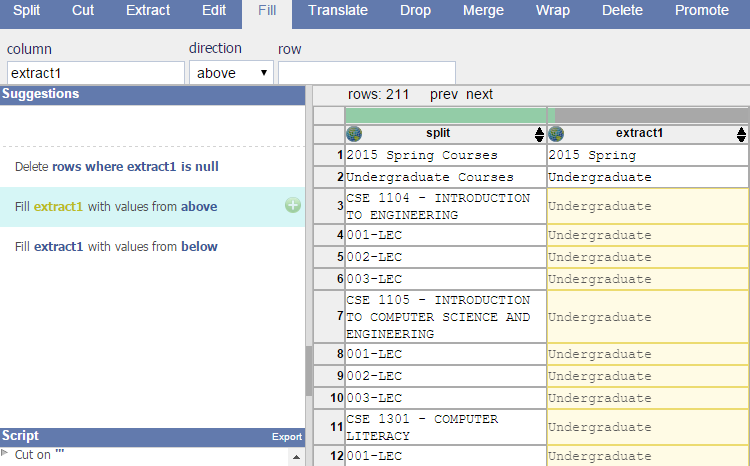 Split Cut Extract Edit Fill Translate Drop Merge Wrap Delete Promote
column direction row
extract1 above
Suggestions
rows: 211 prev next
split extract1
Delete rows where extract1 is null
Fill extract1 with values from above
Fill extract1 with values from below
1 2015 Spring Courses 2015 Spring
2 Undergraduate Courses Undergraduate
3 CSE 1104 - INTRODUCTION
TO ENGINEERING Undergraduate
4 001-LEC Undergraduate
5 002-LEC Undergraduate
6 003-LEC Undergraduate
7 CSE 1105 - INTRODUCTION
TO COMPUTER SCIENCE AND
ENGINEERING Undergraduate
8 001-LEC Undergraduate
9 002-LEC Undergraduate
10 003-LEC Undergraduate
11 CSE 1301 - COMPUTER
LITERACY Undergraduate
12 001-LEC Undergraduate
Script Export
Cut on '"'